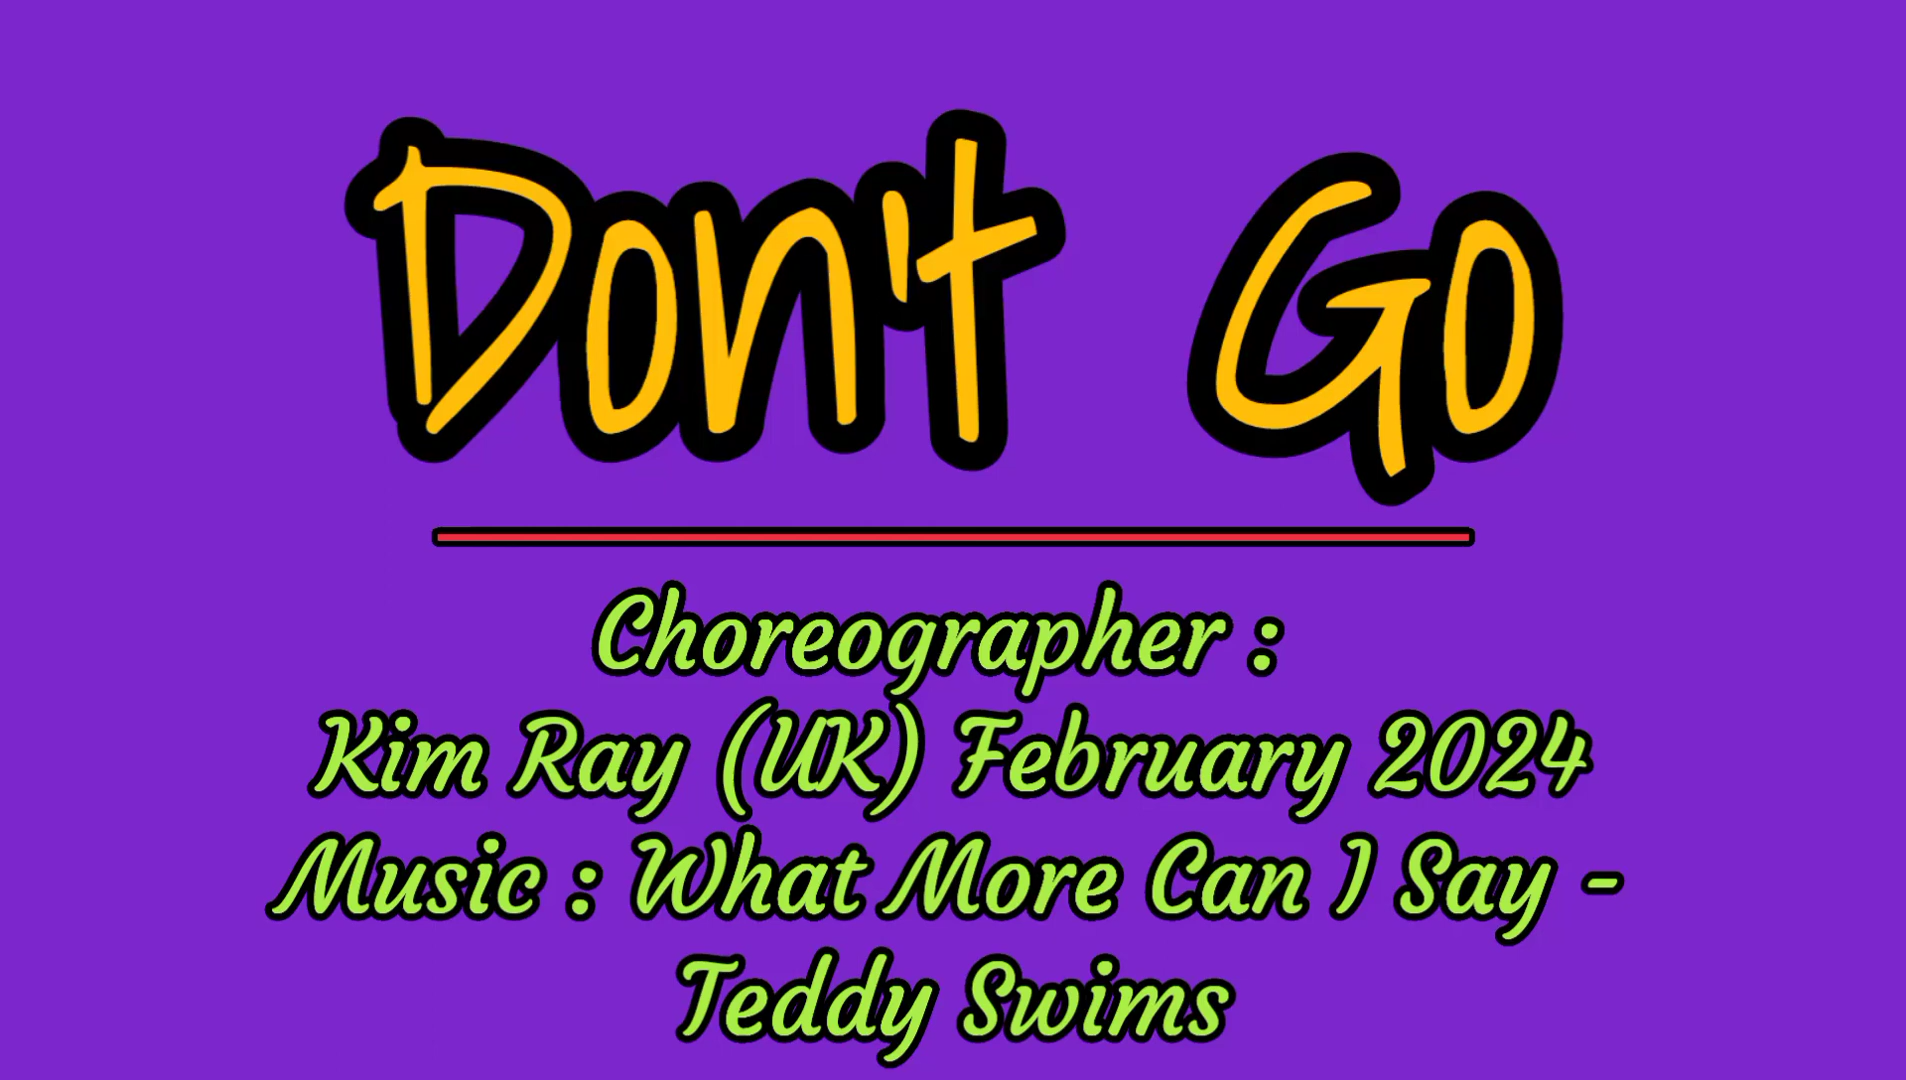 Don't Go
Choreographer :
Kim Ray (UK) February 2024
Music : What More Can I Say -
Teddy Swims